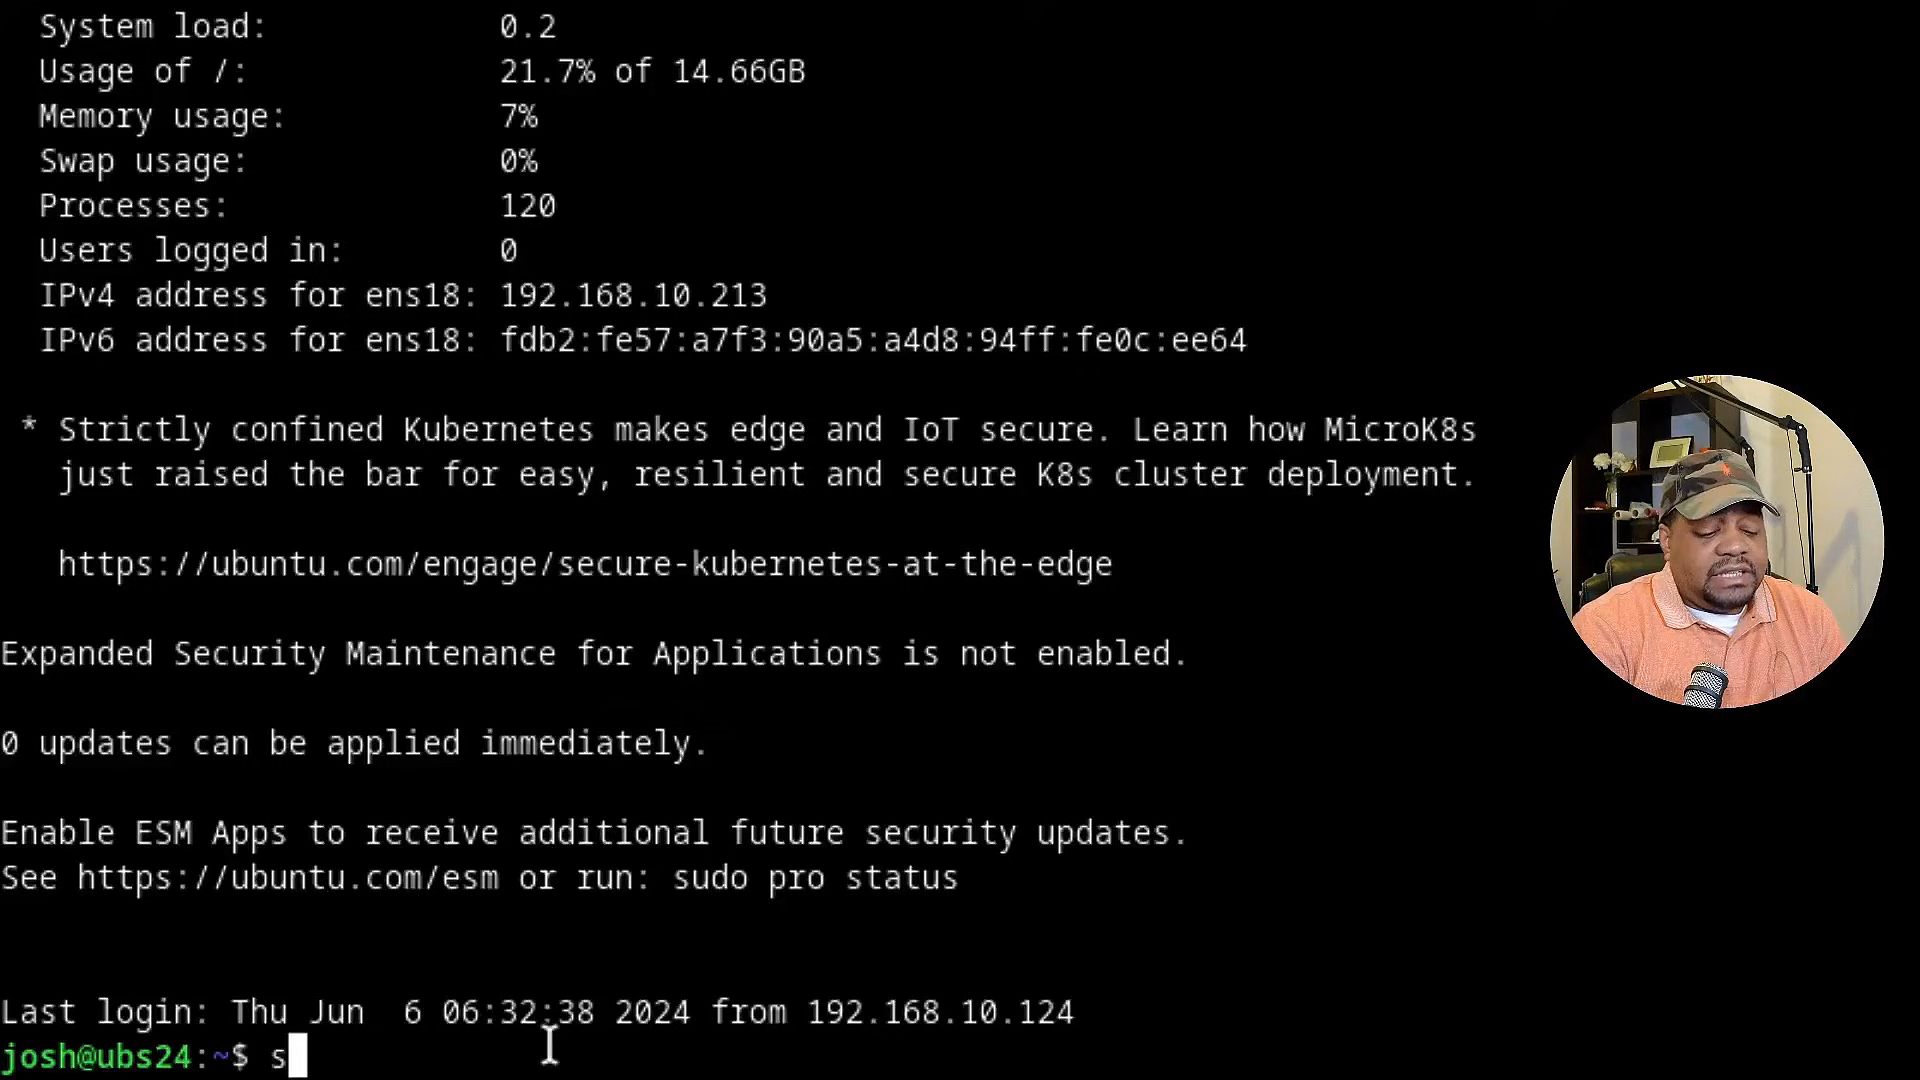 System load: 0.2
Usage of /: 21.7% of 14.66GB
Memory usage: 7%
Swap usage: 0%
Processes: 120
Users logged in: 0
IPv4 address for ens18: 192.168.10.213
IPv6 address for ens18: fdb2:fe57:a7f3:90a5:a4d8:94ff:fe0c:ee64
* Strictly confined Kubernetes makes edge and IoT secure. Learn how MicroK8s
just raised the bar for easy, resilient and secure K8s cluster deployment.
https://ubuntu.com/engage/secure-kubernetes-at-the-edge
Expanded Security Maintenance for Applications is not enabled.
0 updates can be applied immediately.
Enable ESM Apps to receive additional future security updates.
See https://ubuntu.com/esm or run: sudo pro status
Last login: Thu Jun  6 06:32:38 2024 from 192.168.10.124
josh@ubs24:~$ s